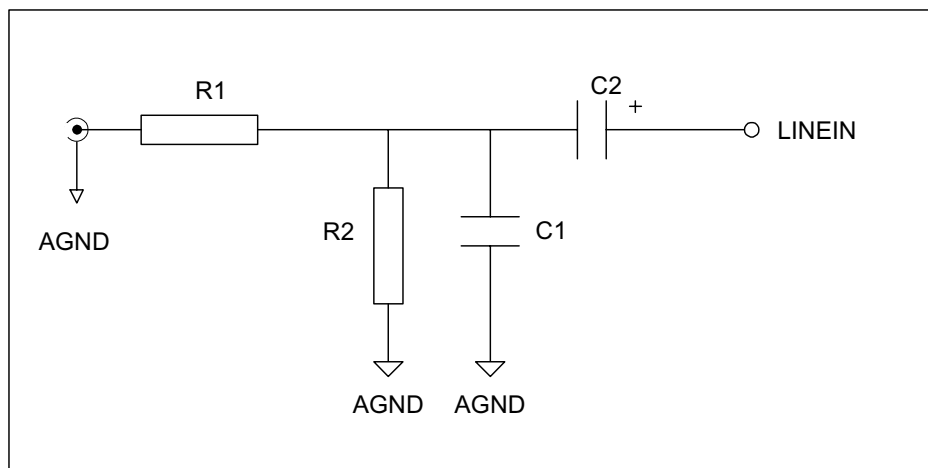 R1
C2
+
LINEIN
AGND
R2
C1
AGND
AGND